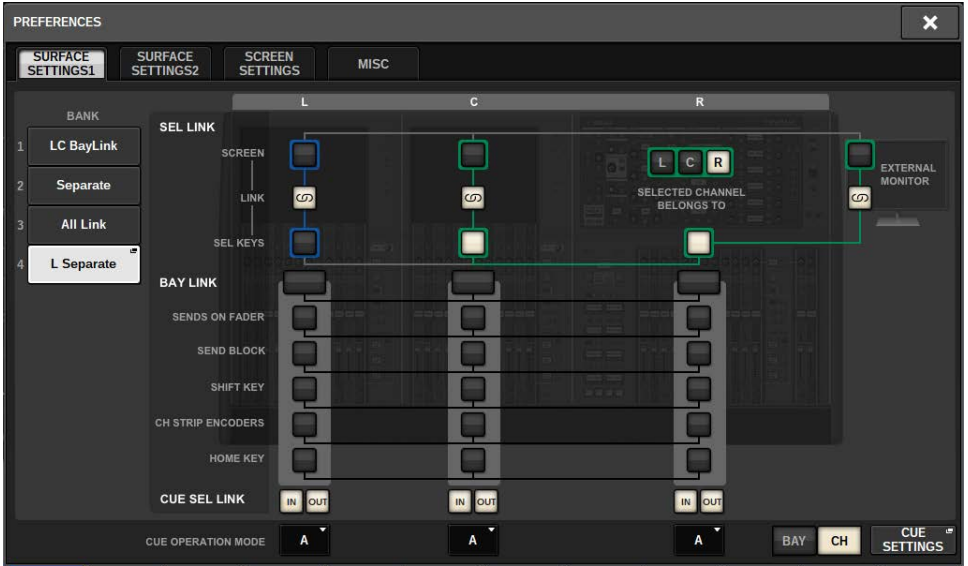 PREFERENCES
SURFACE
SETTINGS1
SURFACE
SETTINGS2
SCREEN
SETTINGS
MISC
L
C
R
BANK
1
LC BayLink
2
Separate
3
All Link
4
L Separate
SEL LINK
SCREEN
LINK
SEL KEYS
L
C
R
SELECTED CHANNEL
BELONGS TO
EXTERNAL
MONITOR
BAY LINK
SENDS ON FADER
SEND BLOCK
SHIFT KEY
CH STRIP ENCODERS
HOME KEY
CUE SEL LINK
IN OUT
IN OUT
IN OUT
CUE OPERATION MODE
A
A
A
BAY
CH
CUE
SETTINGS